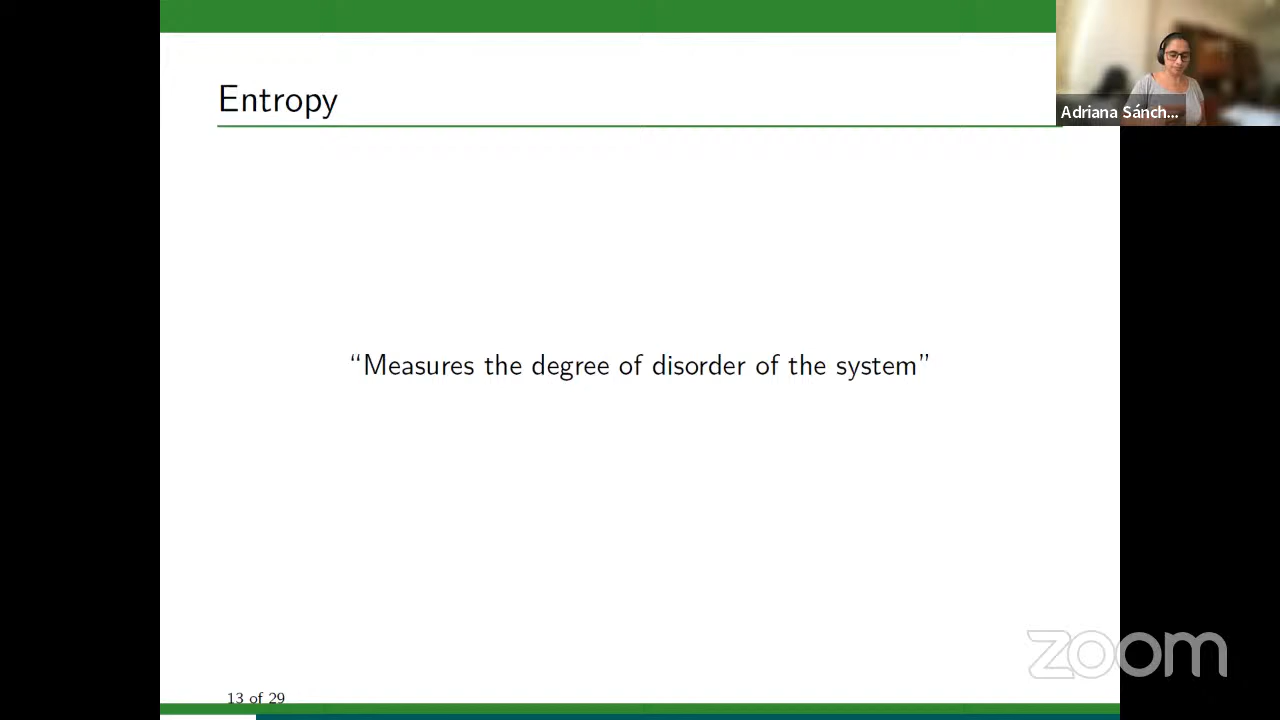 Entropy
Adriana Sánch...
“Measures the degree of disorder of the system”
zoom
13 of 29